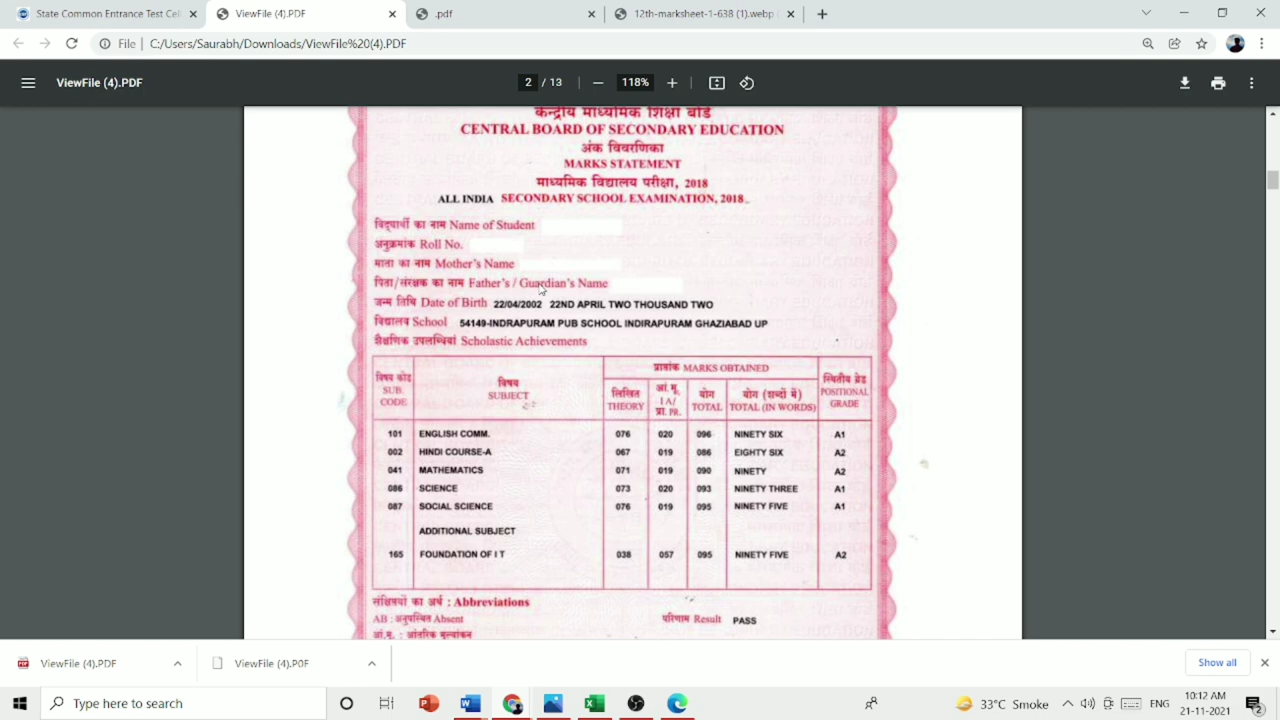 State Common Entrance Test Cell
ViewFile (4).PDF
.pdf
12th-marksheet-1-638 (1).webp (
File | C:/Users/Saurabh/Downloads/ViewFile%20(4).PDF
ViewFile (4).PDF
2 / 13
118%
केन्द्रीय माध्यमिक शिक्षा बोर्ड
CENTRAL BOARD OF SECONDARY EDUCATION
अंक विवरणिका
MARKS STATEMENT
माध्यमिक विद्यालय परीक्षा, 2018
ALL INDIA SECONDARY SCHOOL EXAMINATION, 2018
विद्यार्थी का नाम Name of Student
अनुक्रमांक Roll No.
माता का नाम Mother's Name
पिता/संरक्षक का नाम Father's / Guardian's Name
जन्म तिथि Date of Birth 22/04/2002 22ND APRIL TWO THOUSAND TWO
विद्यालय School 54149-INDRAPURAM PUB SCHOOL INDIRAPURAM GHAZIABAD UP
शैक्षणिक उपलब्धियां Scholastic Achievements
विषय कोड SUB. CODE
विषय SUBJECT
प्राप्तांक MARKS OBTAINED
लिखित THEORY
आं.मू. I A/ प्रा. PR.
योग TOTAL
योग (शब्दों में) TOTAL (IN WORDS)
स्थितीय ग्रेड POSITIONAL GRADE
101 ENGLISH COMM. 076 020 096 NINETY SIX A1
002 HINDI COURSE-A 067 019 086 EIGHTY SIX A2
041 MATHEMATICS 071 019 090 NINETY A2
086 SCIENCE 073 020 093 NINETY THREE A1
087 SOCIAL SCIENCE 076 019 095 NINETY FIVE A1
ADDITIONAL SUBJECT
165 FOUNDATION OF I T 038 057 095 NINETY FIVE A2
संक्षिप्तियों का अर्थ : Abbreviations
AB : अनुपस्थित Absent परिणाम Result PASS
आं.मू. : आंतरिक मूल्यांकन
ViewFile (4).PDF
ViewFile (4).PDF
Show all
Type here to search
33°C Smoke
ENG
10:12 AM
21-11-2021
2